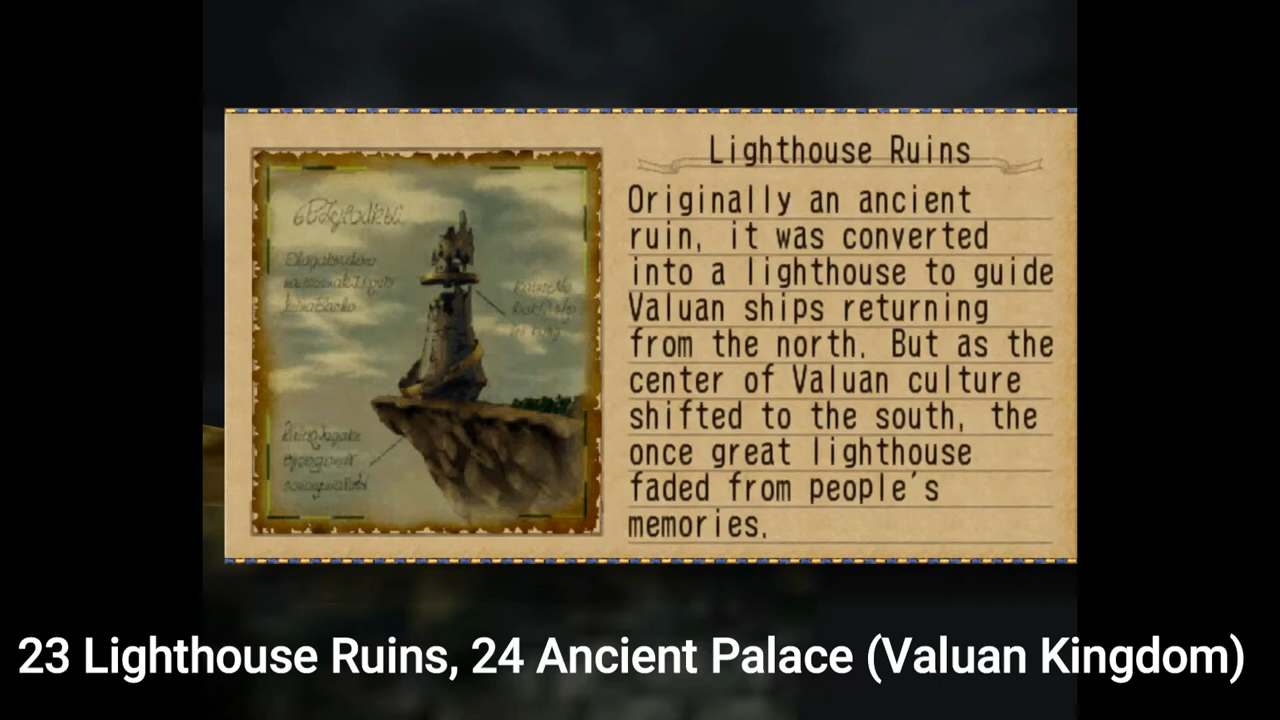 Lighthouse Ruins
Originally an ancient
ruin, it was converted
into a lighthouse to guide
Valuan ships returning
from the north. But as the
center of Valuan culture
shifted to the south, the
once great lighthouse
faded from people's
memories.
23 Lighthouse Ruins, 24 Ancient Palace (Valuan Kingdom)